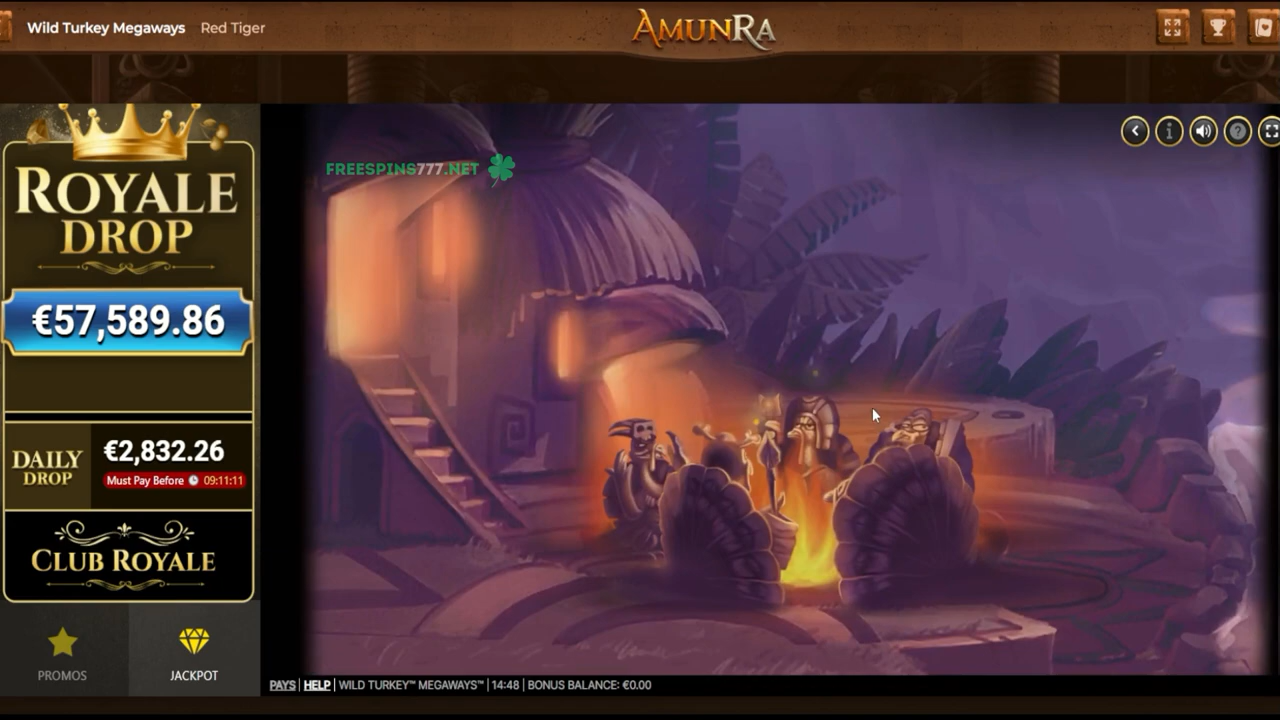 Wild Turkey Megaways Red Tiger
AMUNRA
FREESPINS777.NET
ROYALE
DROP
€57,589.86
DAILY
DROP
€2,832.26
Must Pay Before 09:11:11
CLUB ROYALE
PROMOS
JACKPOT
PAYS | HELP | WILD TURKEY™ MEGAWAYS™ | 14:48 | BONUS BALANCE: €0.00